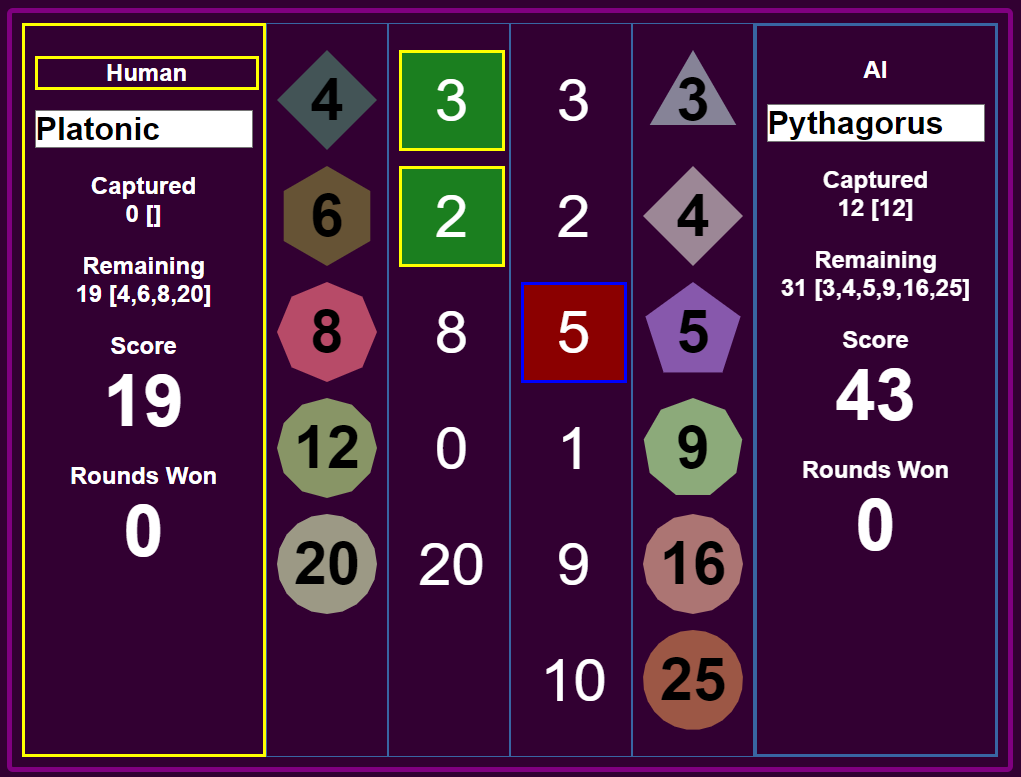 Human
Platonic
Captured
0 []
Remaining
19 [4,6,8,20]
Score
19
Rounds Won
0
4 3 3 3
6 2 2 4
8 8 5 5
12 0 1 9
20 20 9 16
10 25
AI
Pythagorus
Captured
12 [12]
Remaining
31 [3,4,5,9,16,25]
Score
43
Rounds Won
0